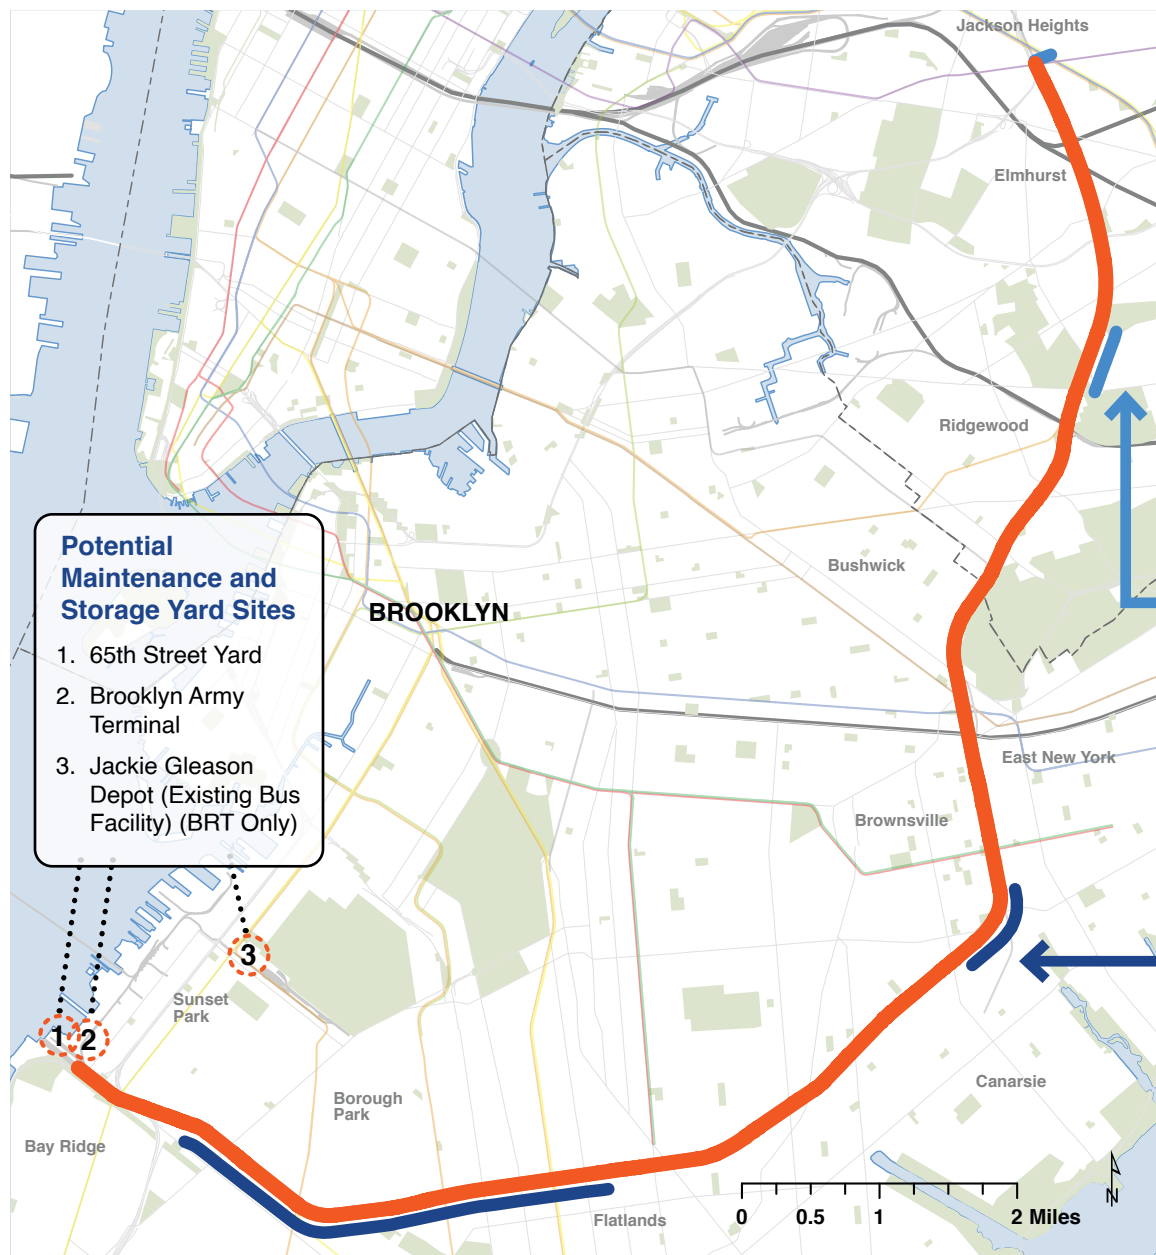 Jackson Heights
Elmhurst
Ridgewood
Bushwick
Potential
Maintenance and
Storage Yard Sites
1. 65th Street Yard
2. Brooklyn Army
Terminal
3. Jackie Gleason
Depot (Existing Bus
Facility) (BRT Only)
BROOKLYN
East New York
Brownsville
3
Sunset
Park
1
2
Canarsie
Borough
Park
Bay Ridge
N
0 0.5 1 2 Miles
Flatlands